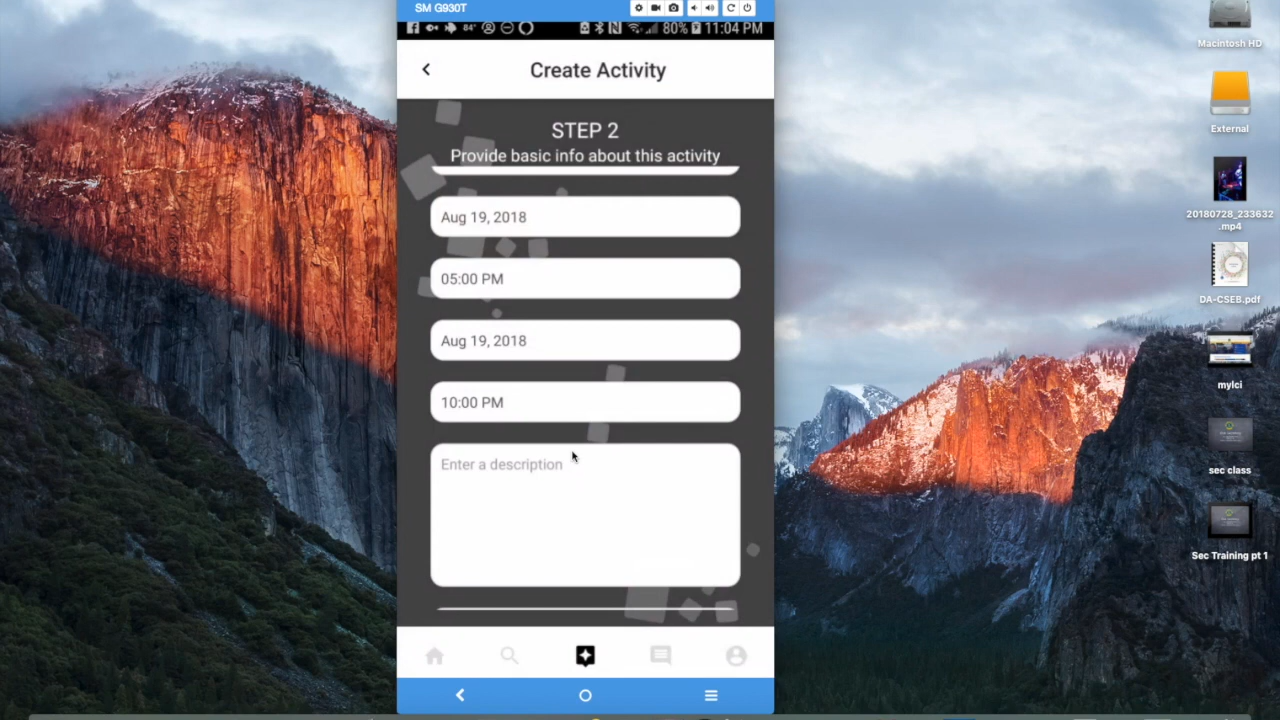 SM G930T
84°
80%
11:04 PM
Create Activity
STEP 2
Provide basic info about this activity
Aug 19, 2018
05:00 PM
Aug 19, 2018
10:00 PM
Enter a description
Macintosh HD
External
20180728_233632
.mp4
DA-CSEB.pdf
mylci
sec class
Sec Training pt 1